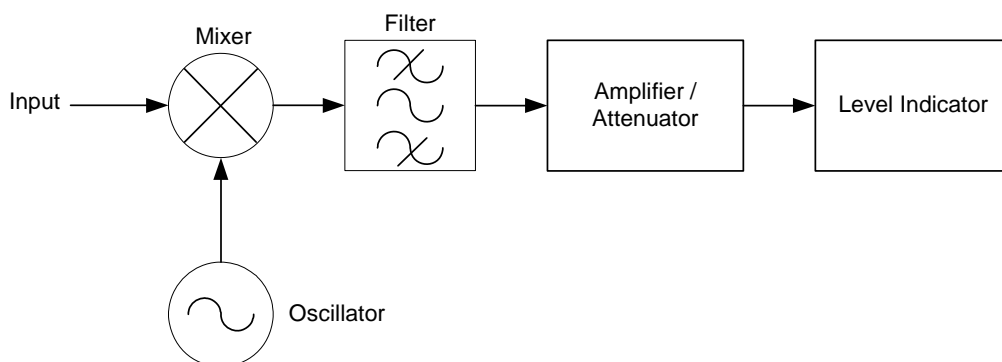 Input
Mixer
Filter
Amplifier /
Attenuator
Level Indicator
Oscillator